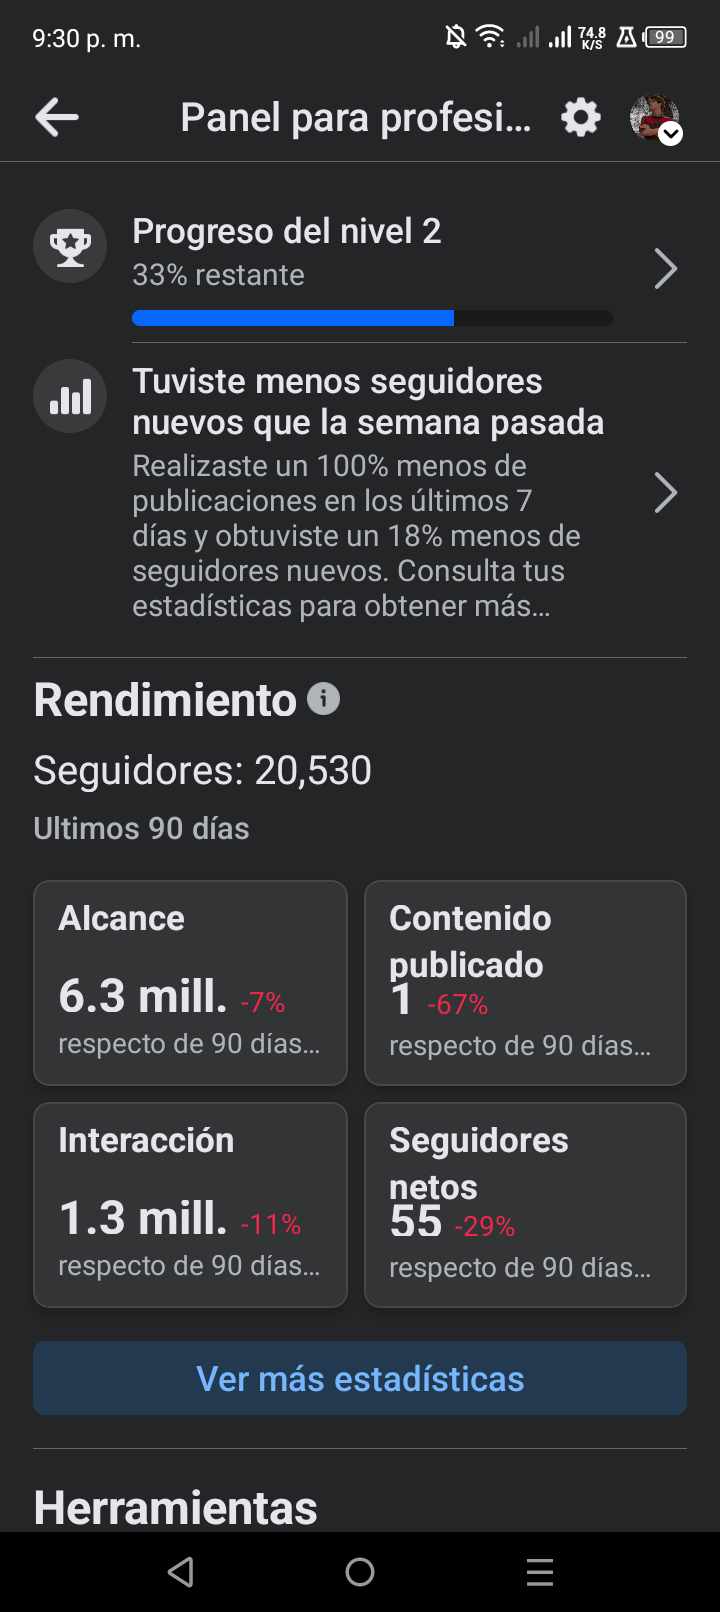 9:30 p. m.
74.8
K/S
99
Panel para profesi...
Progreso del nivel 2
33% restante
Tuviste menos seguidores
nuevos que la semana pasada
Realizaste un 100% menos de
publicaciones en los últimos 7
días y obtuviste un 18% menos de
seguidores nuevos. Consulta tus
estadísticas para obtener más...
Rendimiento
Seguidores: 20,530
Ultimos 90 días
Alcance
6.3 mill. -7%
respecto de 90 días...
Contenido
publicado
1 -67%
respecto de 90 días...
Interacción
1.3 mill. -11%
respecto de 90 días...
Seguidores
netos
55 -29%
respecto de 90 días...
Ver más estadísticas
Herramientas